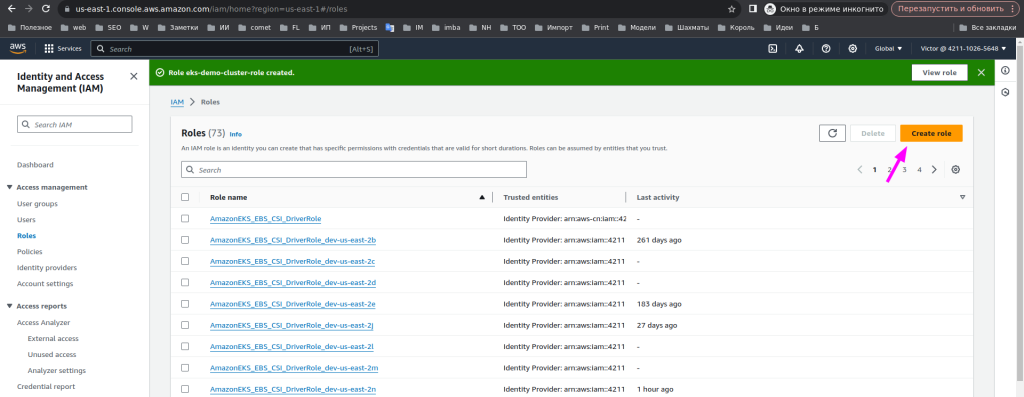 us-east-1.console.aws.amazon.com/iam/home?region=us-east-1#/roles
Окно в режиме инкогнито
Перезапустить и обновить
Полезное web SEO W Заметки ИИ comet FL ИП Projects IM imba NH ТОО Импорт Print Модели Шахматы Король Идеи Б Все закладки
aws Services Search [Alt+S] Global Victor @ 4211-1026-5648
Identity and Access Management (IAM)
Search IAM
Dashboard
Access management
User groups
Users
Roles
Policies
Identity providers
Account settings
Access reports
Access Analyzer
External access
Unused access
Analyzer settings
Credential report
Role eks-demo-cluster-role created.
View role
IAM > Roles
Roles (73) Info
Delete
Create role
An IAM role is an identity you can create that has specific permissions with credentials that are valid for short durations. Roles can be assumed by entities that you trust.
Search
1 2 3 4
Role name Trusted entities Last activity
AmazonEKS_EBS_CSI_DriverRole Identity Provider: arn:aws-cn:iam::42 -
AmazonEKS_EBS_CSI_DriverRole_dev-us-east-2b Identity Provider: arn:aws:iam::4211 261 days ago
AmazonEKS_EBS_CSI_DriverRole_dev-us-east-2c Identity Provider: arn:aws:iam::4211 -
AmazonEKS_EBS_CSI_DriverRole_dev-us-east-2d Identity Provider: arn:aws:iam::4211 -
AmazonEKS_EBS_CSI_DriverRole_dev-us-east-2e Identity Provider: arn:aws:iam::4211 183 days ago
AmazonEKS_EBS_CSI_DriverRole_dev-us-east-2j Identity Provider: arn:aws:iam::4211 27 days ago
AmazonEKS_EBS_CSI_DriverRole_dev-us-east-2l Identity Provider: arn:aws:iam::4211 -
AmazonEKS_EBS_CSI_DriverRole_dev-us-east-2m Identity Provider: arn:aws:iam::4211 -
AmazonEKS_EBS_CSI_DriverRole_dev-us-east-2n Identity Provider: arn:aws:iam::4211 1 hour ago